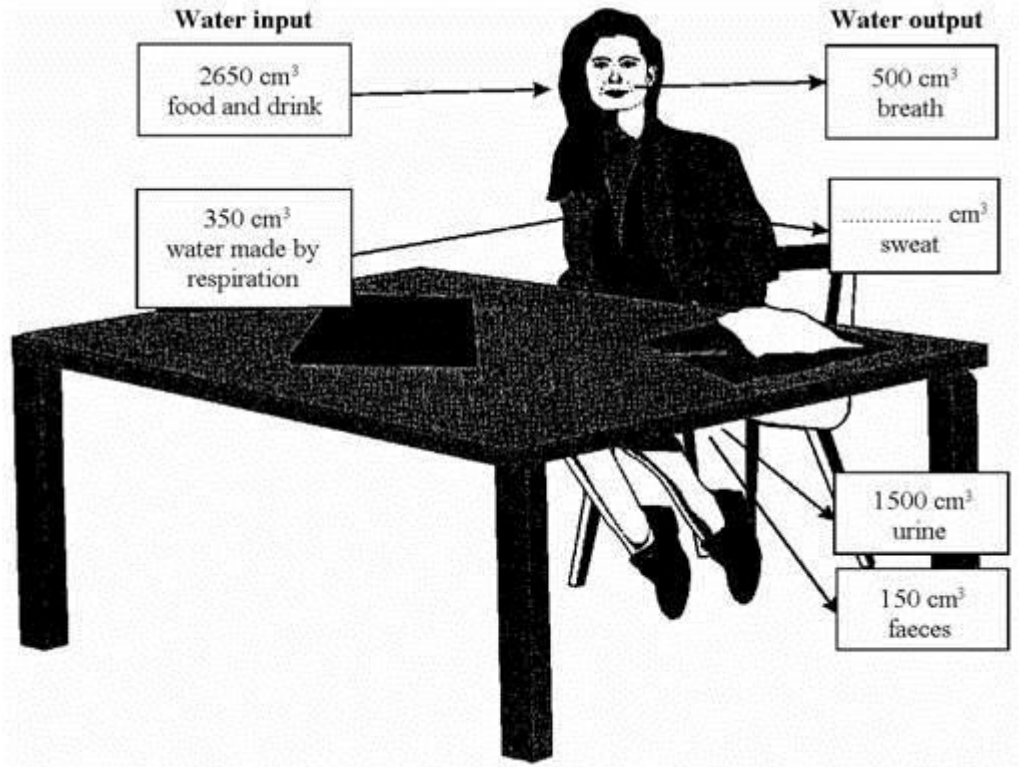 Water input
2650 cm³
food and drink
350 cm³
water made by
respiration
Water output
500 cm³
breath
................ cm³
sweat
1500 cm³
urine
150 cm³
faeces